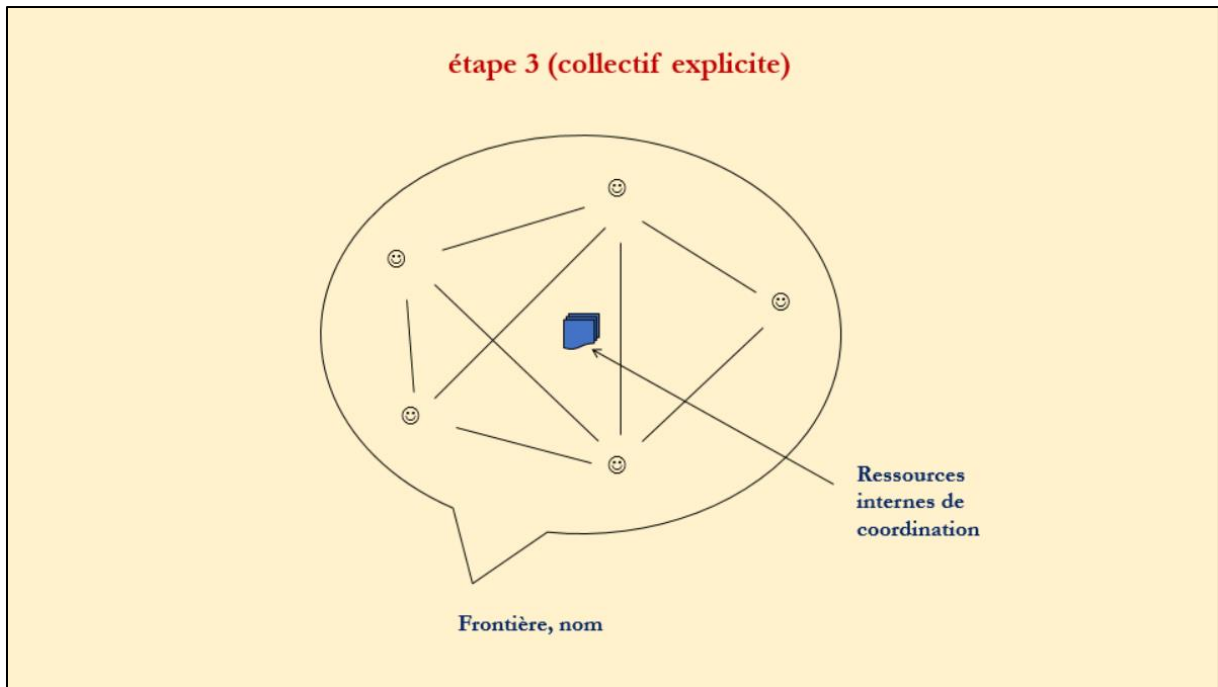 étape 3 (collectif explicite)
Ressources
internes de
coordination
Frontière, nom